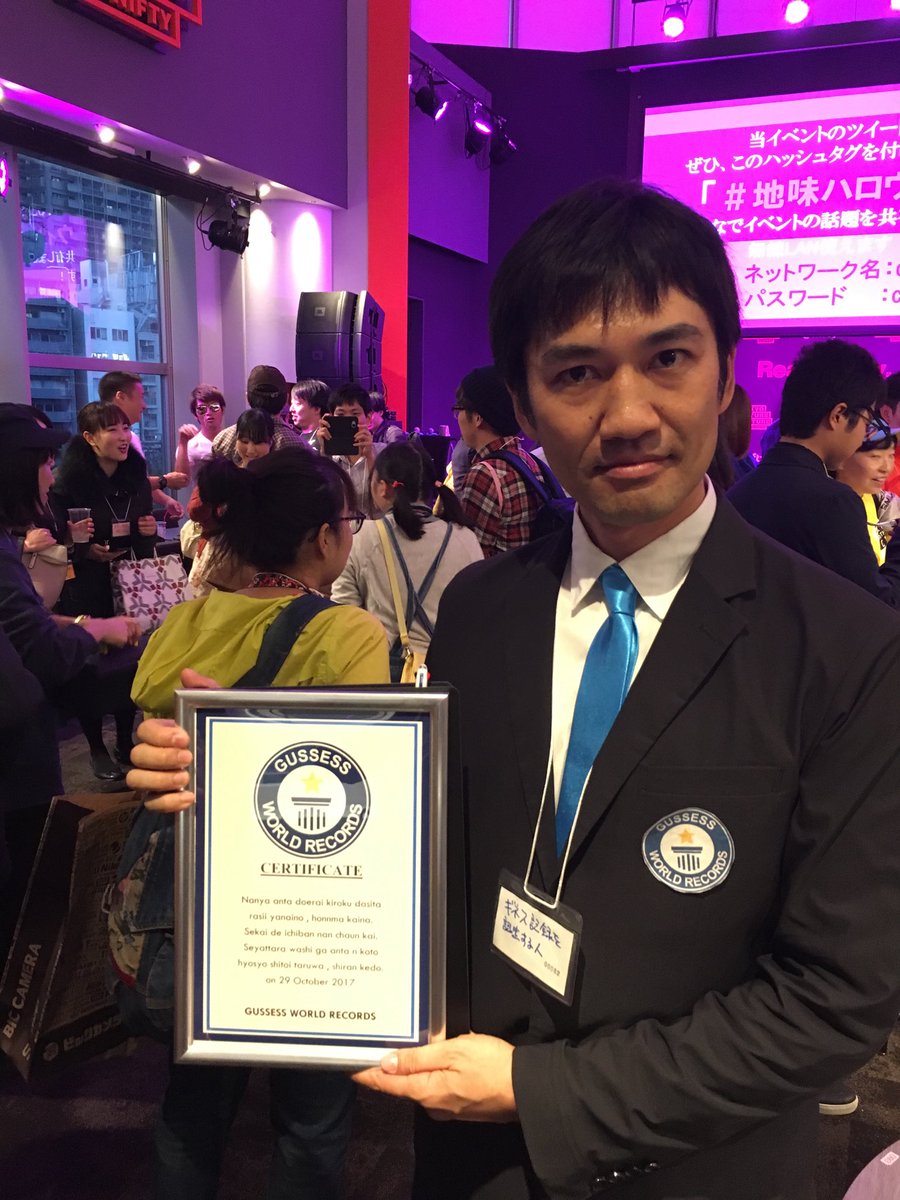 NIFTY
当イベントのツイー
ぜひ、このハッシュタグを付
「#地味ハロウ
なでイベントの話題を共
ネットワーク名:c
パスワード :c
GUSSESS
WORLD RECORDS
CERTIFICATE
Nanya anta doerai kiroku dasita
rasii yanaino , honnma kaina.
Sekai de ichiban nan chaun kai.
Seyattara washi ga anta n koto
hyosyo shitoi taruwa , shiran kedo.
on 29 October 2017
GUSSESS WORLD RECORDS
GUSSESS
WORLD RECORDS
ギネス記録を
認定する人
BIC CAMERA